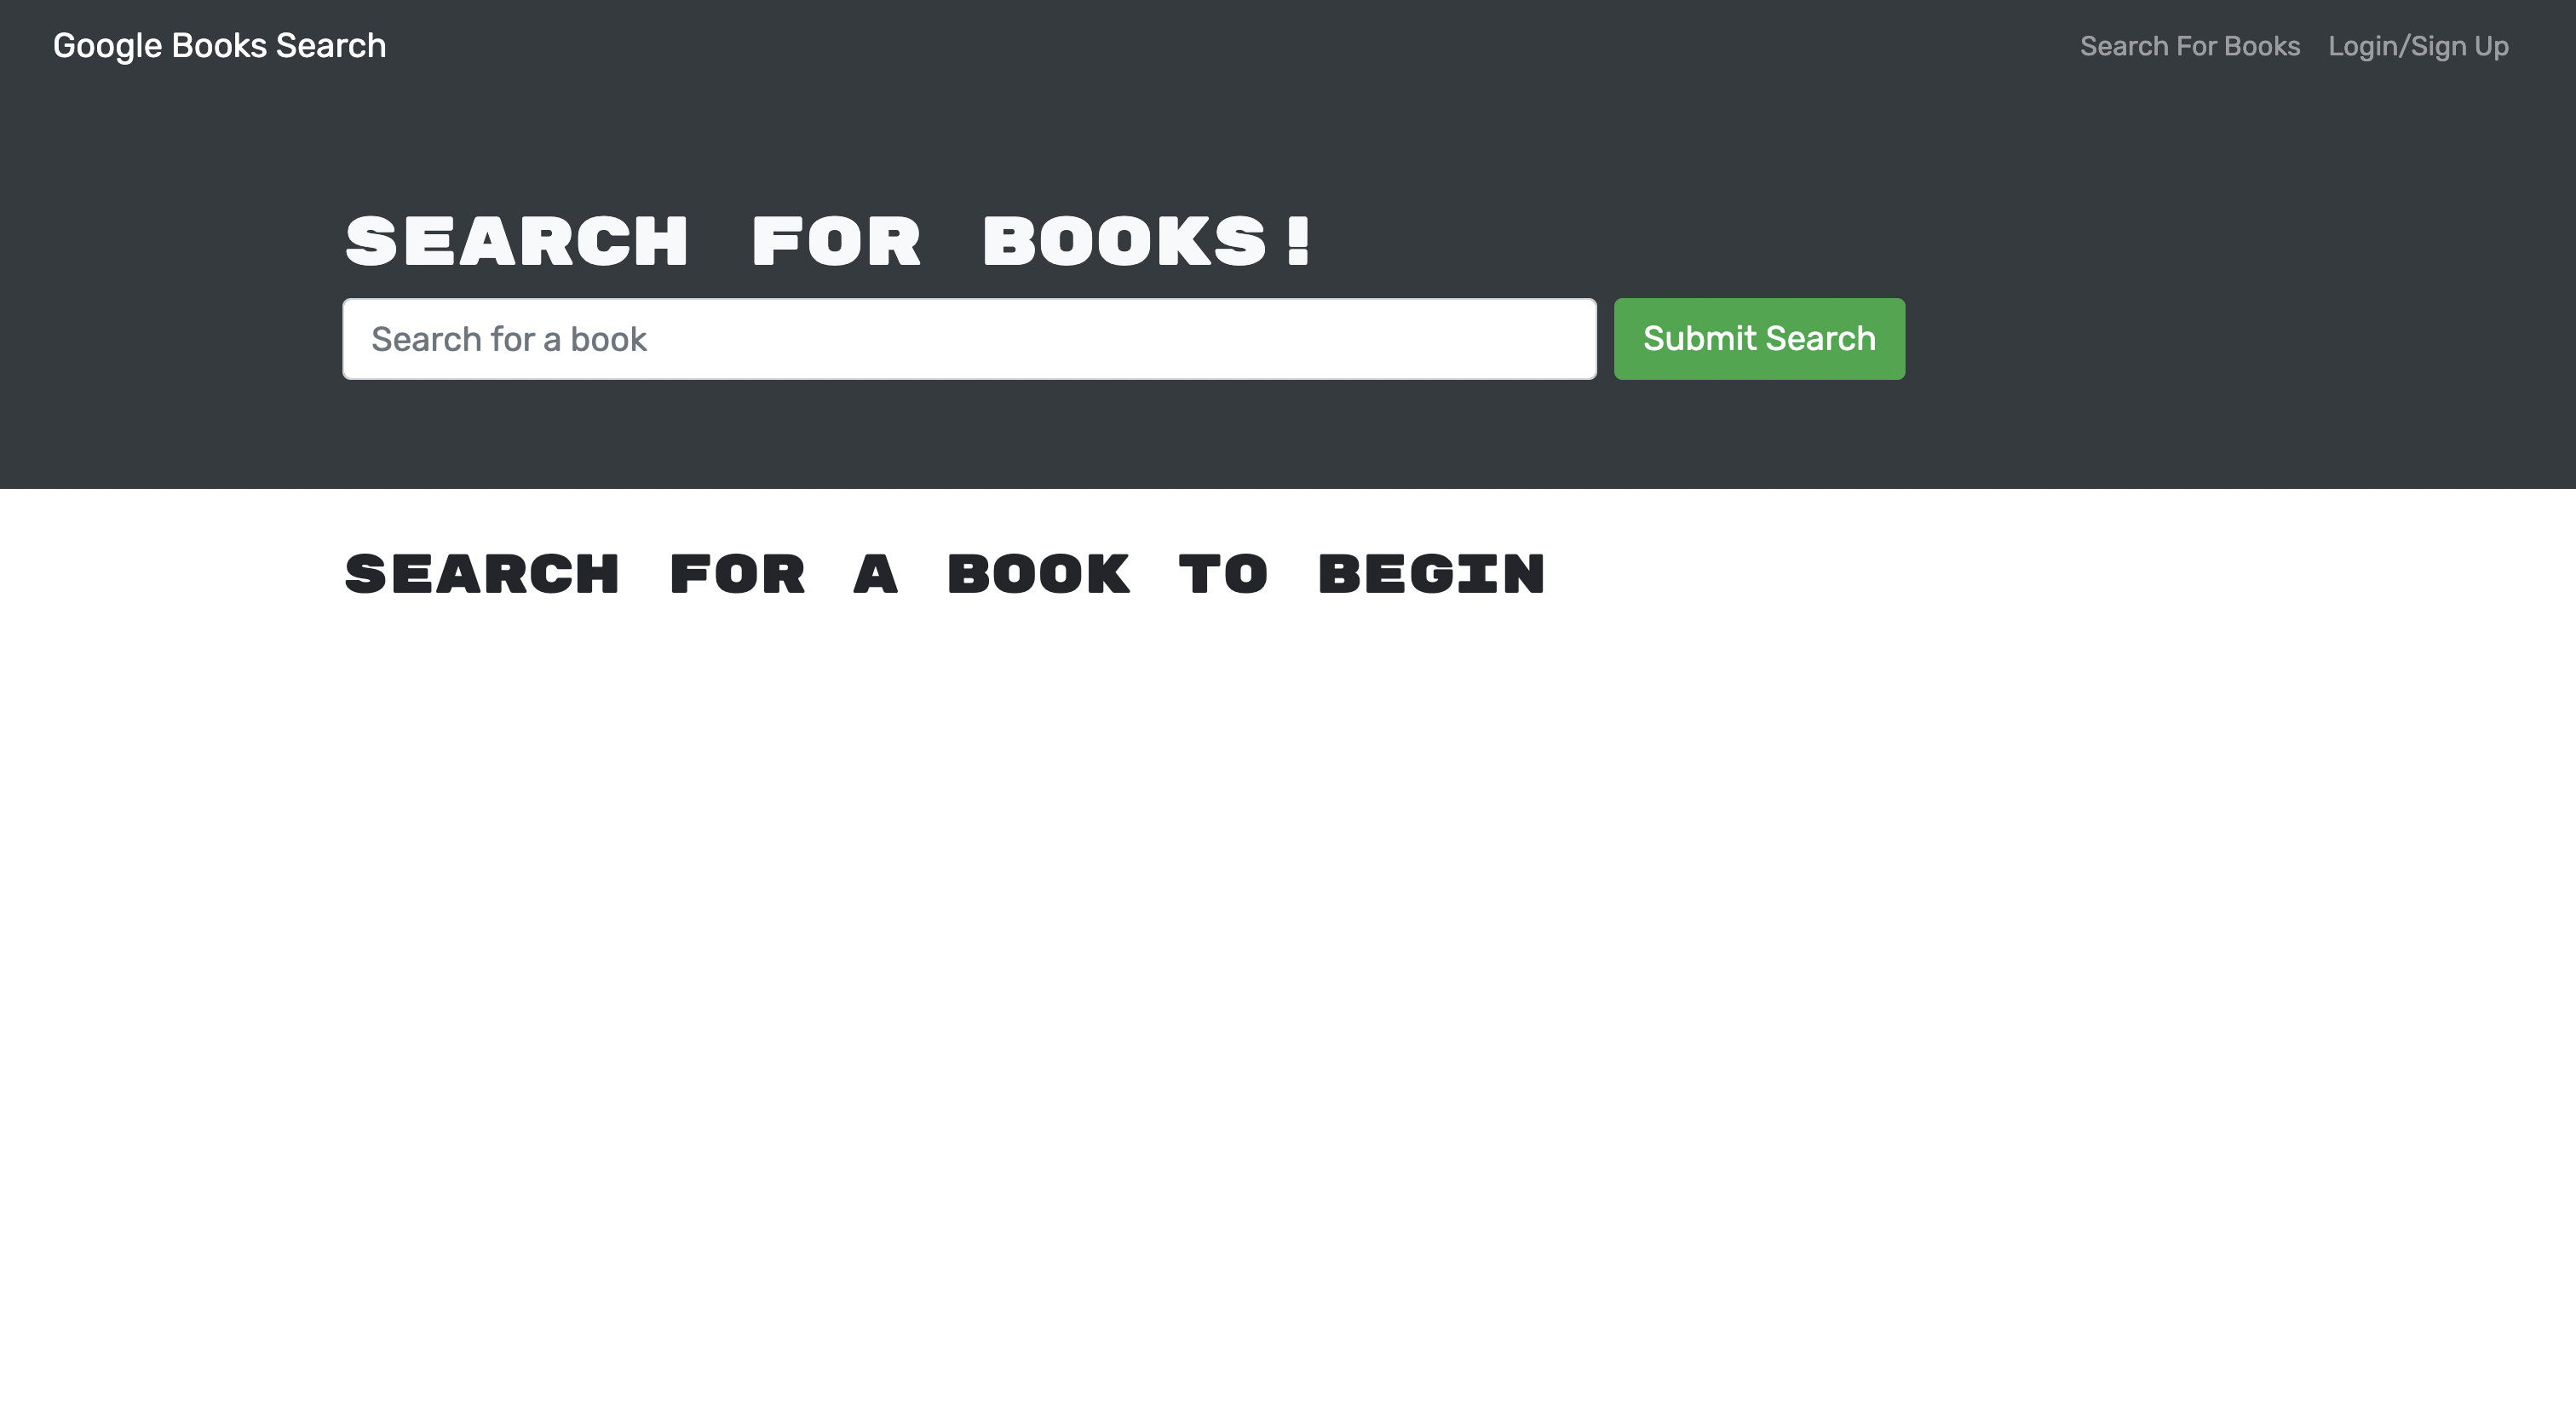 Google Books Search
Search For Books
Login/Sign Up
SEARCH FOR BOOKS!
Search for a book
Submit Search
SEARCH FOR A BOOK TO BEGIN